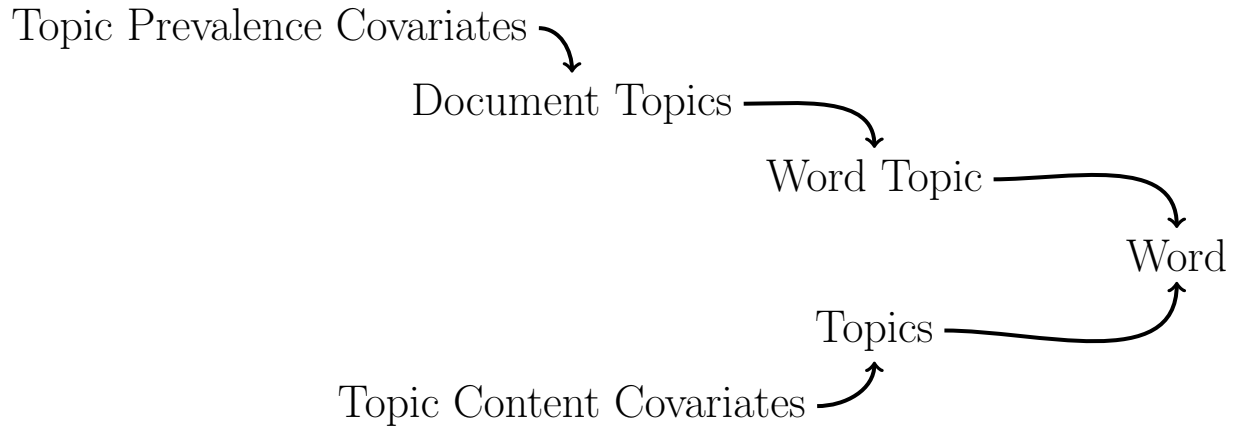 Topic Prevalence Covariates
Document Topics
Word Topic
Word
Topics
Topic Content Covariates